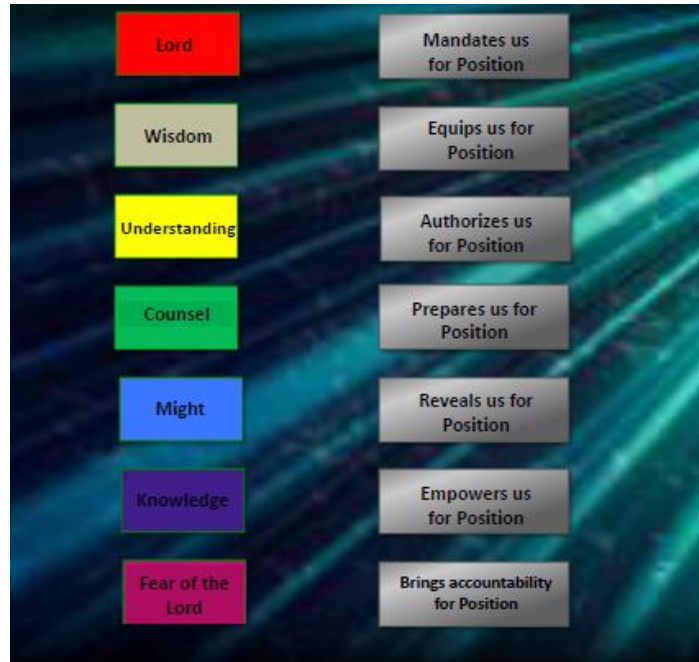 Lord
Mandates us
for Position
Wisdom
Equips us for
Position
Understanding
Authorizes us
for Position
Counsel
Prepares us for
Position
Might
Reveals us for
Position
Knowledge
Empowers us
for Position
Fear of the
Lord
Brings accountability
for Position